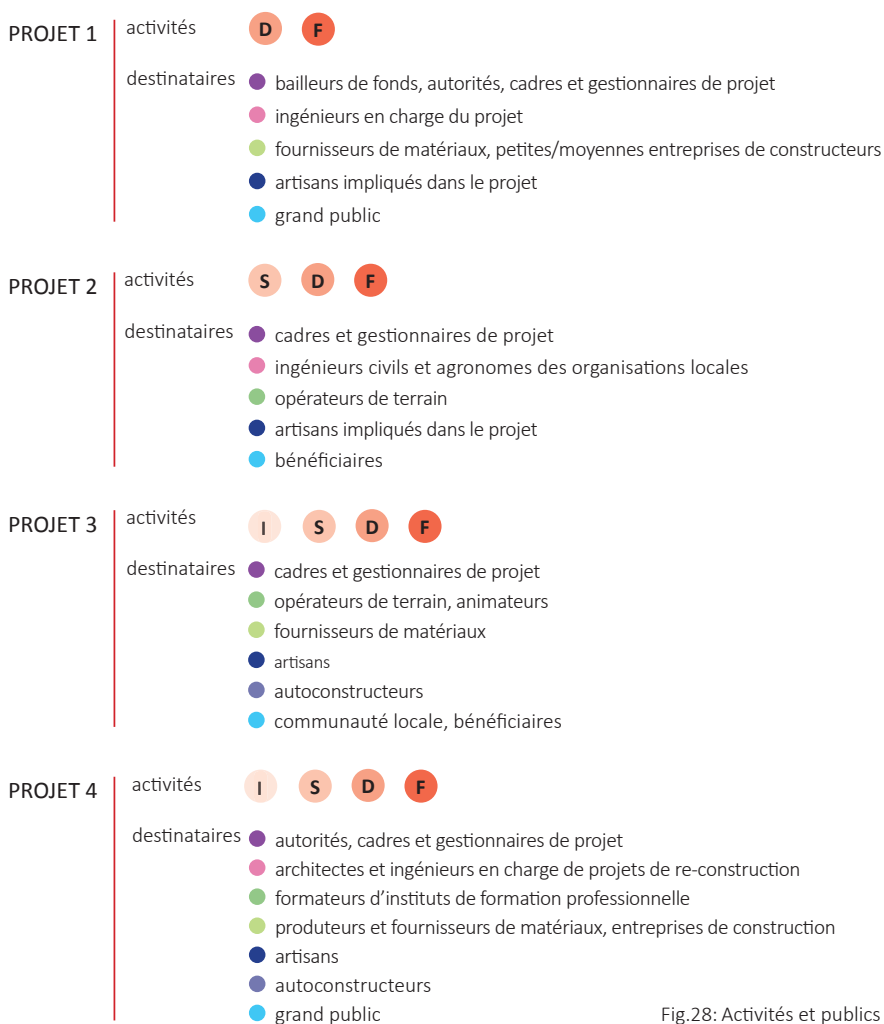 PROJET 1
activités
D F
destinataires
bailleurs de fonds, autorités, cadres et gestionnaires de projet
ingénieurs en charge du projet
fournisseurs de matériaux, petites/moyennes entreprises de constructeurs
artisans impliqués dans le projet
grand public
PROJET 2
activités
S D F
destinataires
cadres et gestionnaires de projet
ingénieurs civils et agronomes des organisations locales
opérateurs de terrain
artisans impliqués dans le projet
bénéficiaires
PROJET 3
activités
I S D F
destinataires
cadres et gestionnaires de projet
opérateurs de terrain, animateurs
fournisseurs de matériaux
artisans
autoconstructeurs
communauté locale, bénéficiaires
PROJET 4
activités
I S D F
destinataires
autorités, cadres et gestionnaires de projet
architectes et ingénieurs en charge de projets de re-construction
formateurs d'instituts de formation professionnelle
produteurs et fournisseurs de matériaux, entreprises de construction
artisans
autoconstructeurs
grand public
Fig.28: Activités et publics